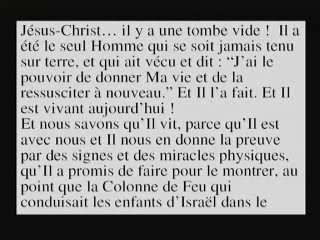 Jésus-Christ… il y a une tombe vide !  Il a
été le seul Homme qui se soit jamais tenu
sur terre, et qui ait vécu et dit : “J’ai le
pouvoir de donner Ma vie et de la
ressusciter à nouveau.” Et Il l’a fait. Et Il
est vivant aujourd’hui !
Et nous savons qu’Il vit, parce qu’Il est
avec nous et Il nous en donne la preuve
par des signes et des miracles physiques,
qu’Il a promis de faire pour le montrer, au
point que la Colonne de Feu qui
conduisait les enfants d’Israël dans le